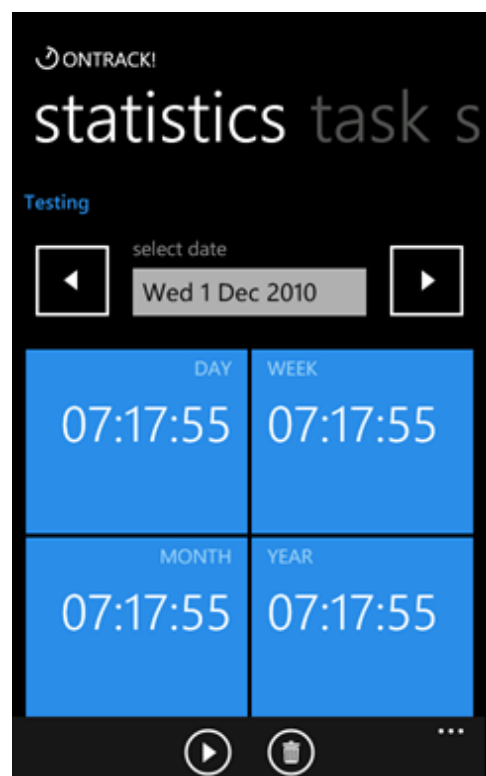 ONTRACK!
statistics task s
Testing
select date
Wed 1 Dec 2010
DAY WEEK
07:17:55 07:17:55
MONTH YEAR
07:17:55 07:17:55
...